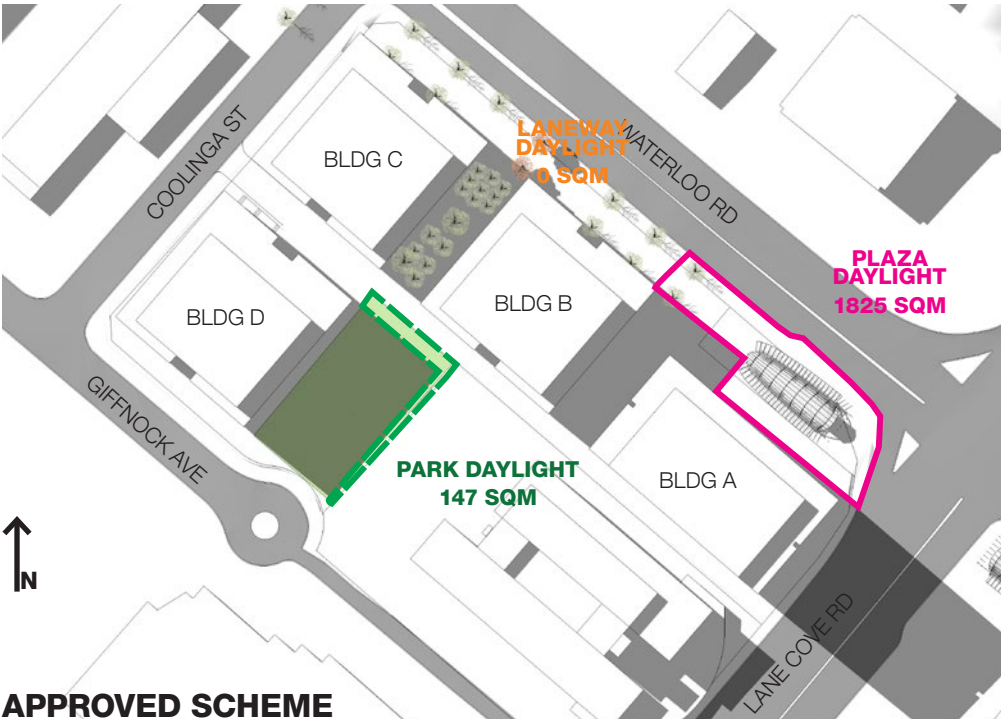 COOLINGA ST
BLDG C
LANEWAY
DAYLIGHT
0 SQM
WATERLOO RD
PLAZA
DAYLIGHT
1825 SQM
BLDG D
BLDG B
GIFFNOCK AVE
PARK DAYLIGHT
147 SQM
BLDG A
N
LANE COVE RD
APPROVED SCHEME